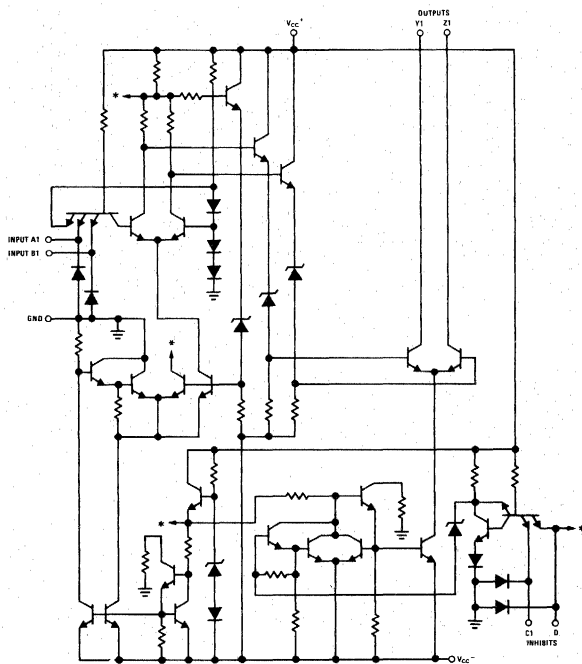 OUTPUTS
VCC+ Y1 Z1
*
INPUT A1
INPUT B1
GND
*
*
*
C1 D
INHIBITS
VCC−